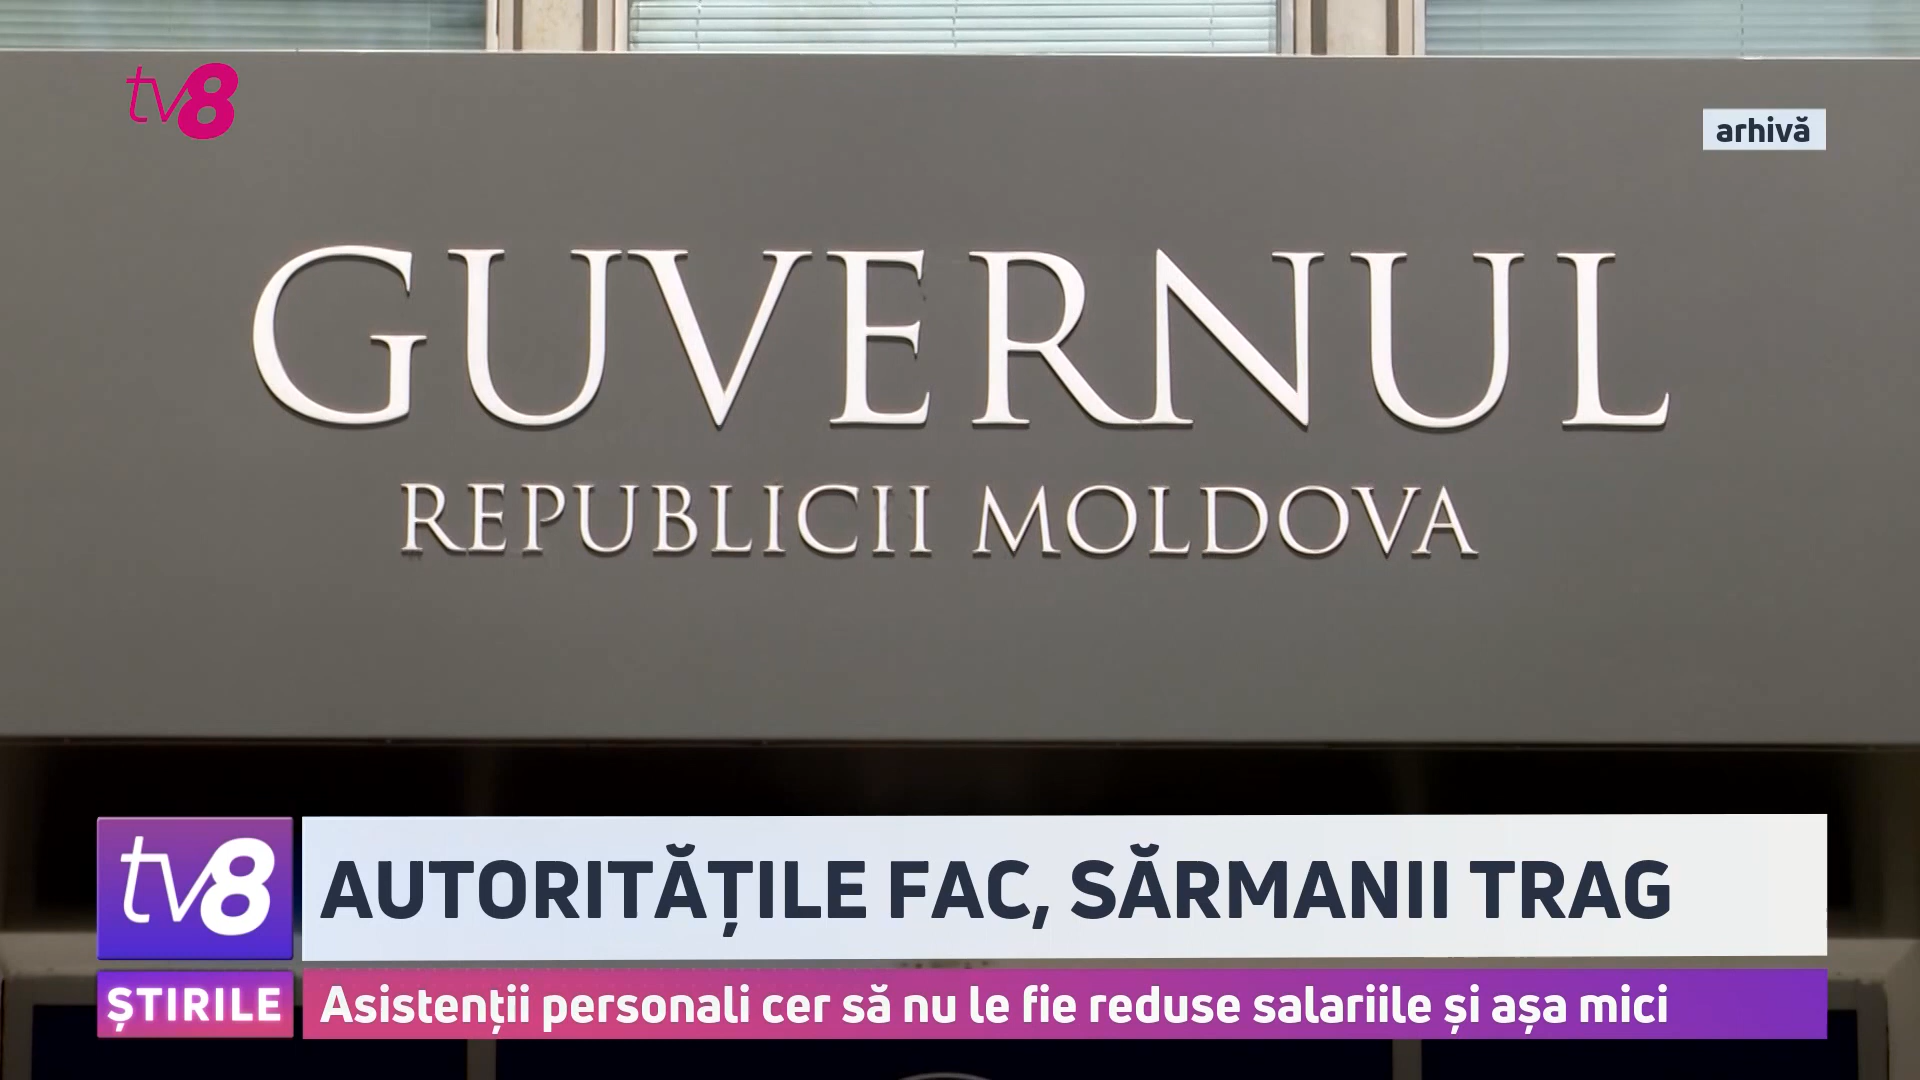 tv8
arhivă
GUVERNUL
REPUBLICII MOLDOVA
tv8
AUTORITĂȚILE FAC, SĂRMANII TRAG
ȘTIRILE
Asistenții personali cer să nu le fie reduse salariile și așa mici